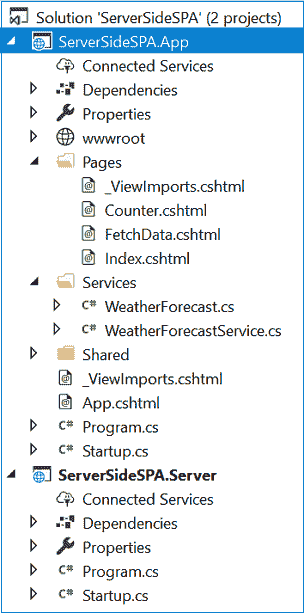 Solution 'ServerSideSPA' (2 projects)
ServerSideSPA.App
Connected Services
Dependencies
Properties
wwwroot
Pages
_ViewImports.cshtml
Counter.cshtml
FetchData.cshtml
Index.cshtml
Services
C# WeatherForecast.cs
C# WeatherForecastService.cs
Shared
_ViewImports.cshtml
App.cshtml
C# Program.cs
C# Startup.cs
ServerSideSPA.Server
Connected Services
Dependencies
Properties
C# Program.cs
C# Startup.cs